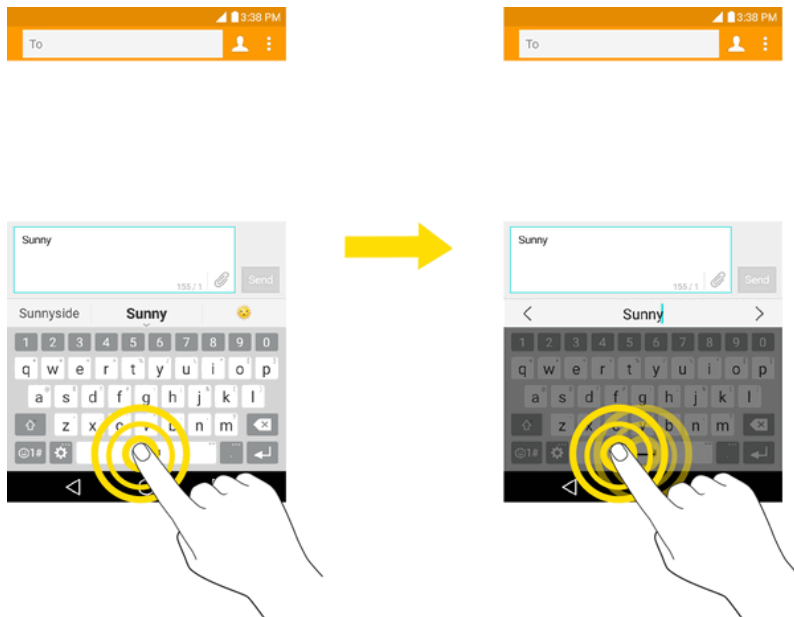 3:38 PM
To
Sunny
155 / 1
Send
Sunnyside Sunny
1 2 3 4 5 6 7 8 9 0
q w e r t y u i o p
a s d f g h j k l
z x c v b n m
1#
.
3:38 PM
To
Sunny
155 / 1
Send
< Sunny >
1 2 3 4 5 6 7 8 9 0
q w e r t y u i o p
a s d f g h j k l
z x c v b n m
1#
.